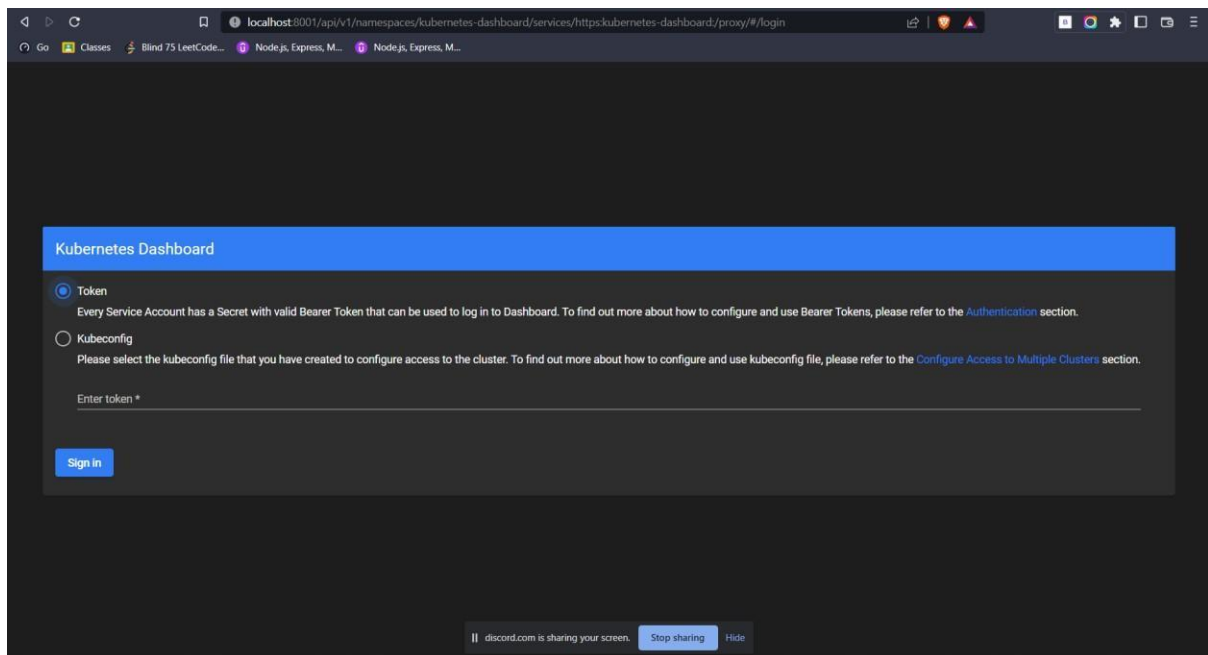 localhost:8001/api/v1/namespaces/kubernetes-dashboard/services/https:kubernetes-dashboard:/proxy/#/login
Go Classes Blind 75 LeetCode... Node.js, Express, M... Node.js, Express, M...
Kubernetes Dashboard
Token
Every Service Account has a Secret with valid Bearer Token that can be used to log in to Dashboard. To find out more about how to configure and use Bearer Tokens, please refer to the Authentication section.
Kubeconfig
Please select the kubeconfig file that you have created to configure access to the cluster. To find out more about how to configure and use kubeconfig file, please refer to the Configure Access to Multiple Clusters section.
Enter token *
Sign in
discord.com is sharing your screen. Stop sharing Hide